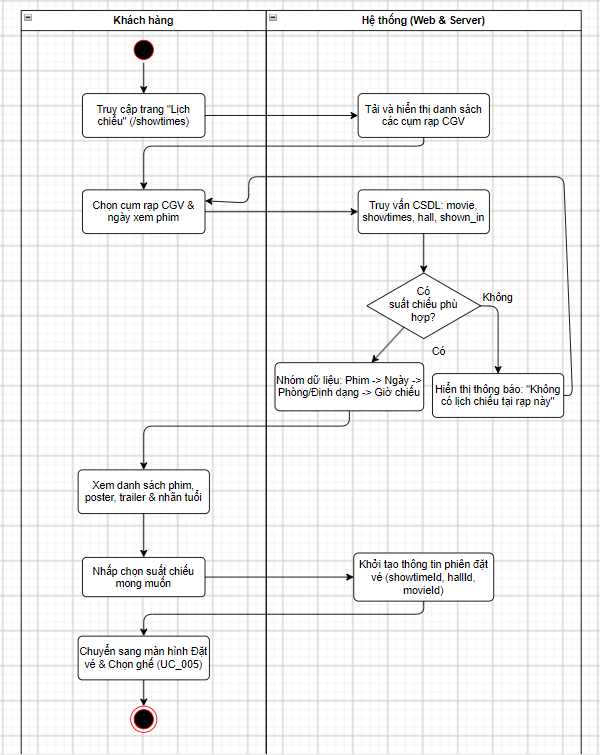 Khách hàng
Hệ thống (Web & Server)
Truy cập trang "Lịch
chiếu" (/showtimes)
Tải và hiển thị danh sách
các cụm rạp CGV
Chọn cụm rạp CGV &
ngày xem phim
Truy vấn CSDL: movie,
showtimes, hall, shown_in
Có
suất chiếu phù
hợp?
Không
Có
Nhóm dữ liệu: Phim -> Ngày ->
Phòng/Định dạng -> Giờ chiếu
Hiển thị thông báo: "Không
có lịch chiếu tại rạp này"
Xem danh sách phim,
poster, trailer & nhãn tuổi
Nhấp chọn suất chiếu
mong muốn
Khởi tạo thông tin phiên đặt
vé (showtimeId, hallId,
movieId)
Chuyển sang màn hình Đặt
vé & Chọn ghế (UC_005)